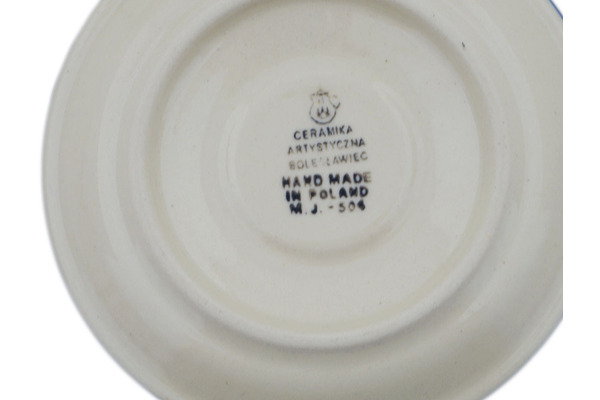 CERAMIKA
ARTYSTYCZNA
BOLESŁAWIEC
HAND MADE
IN POLAND
M.J. - 504